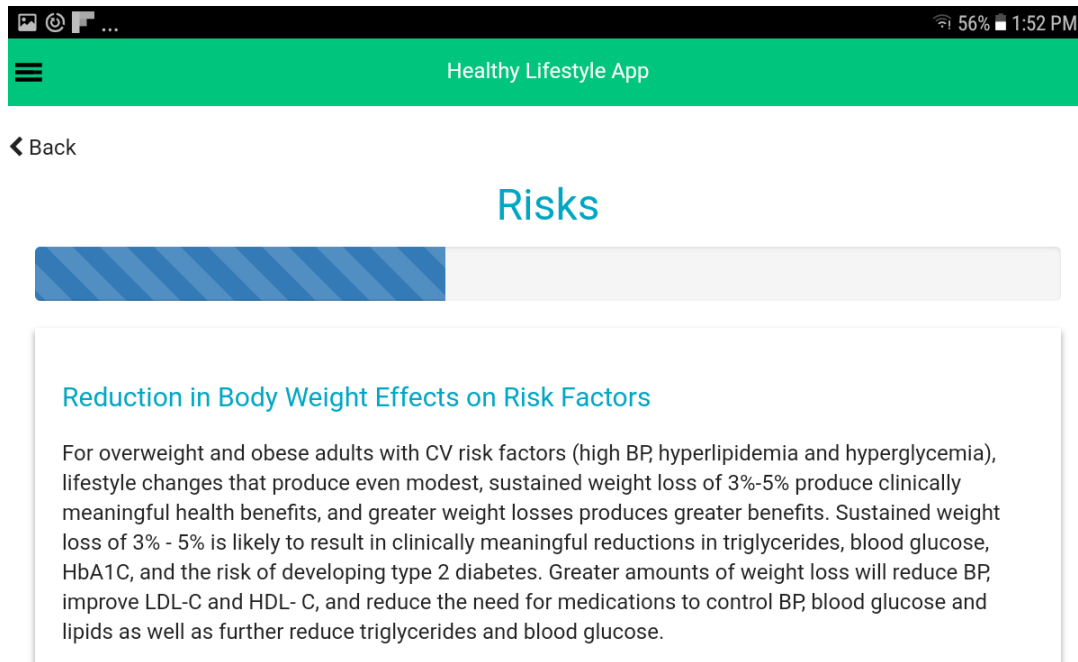 ... 56% 1:52 PM
Healthy Lifestyle App
Back
Risks
Reduction in Body Weight Effects on Risk Factors
For overweight and obese adults with CV risk factors (high BP, hyperlipidemia and hyperglycemia),
lifestyle changes that produce even modest, sustained weight loss of 3%-5% produce clinically
meaningful health benefits, and greater weight losses produces greater benefits. Sustained weight
loss of 3% - 5% is likely to result in clinically meaningful reductions in triglycerides, blood glucose,
HbA1C, and the risk of developing type 2 diabetes. Greater amounts of weight loss will reduce BP,
improve LDL-C and HDL- C, and reduce the need for medications to control BP, blood glucose and
lipids as well as further reduce triglycerides and blood glucose.